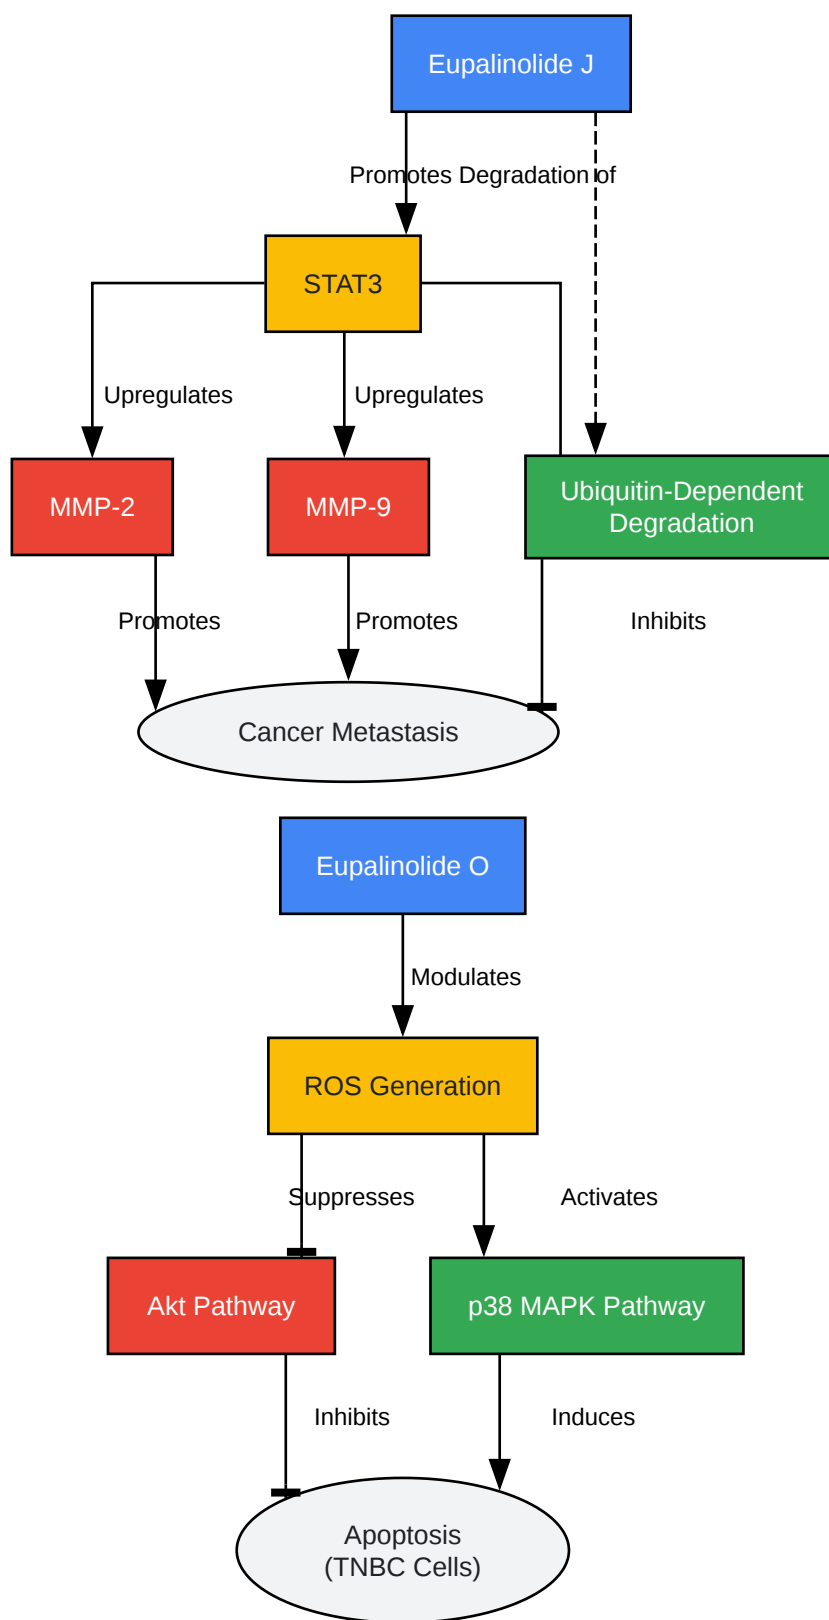 Eupalinolide J
Promotes Degradation of
STAT3
Upregulates
Upregulates
MMP-2
MMP-9
Ubiquitin-Dependent
Degradation
Promotes
Promotes
Inhibits
Cancer Metastasis
Eupalinolide O
Modulates
ROS Generation
Suppresses
Activates
Akt Pathway
p38 MAPK Pathway
Inhibits
Induces
Apoptosis
(TNBC Cells)